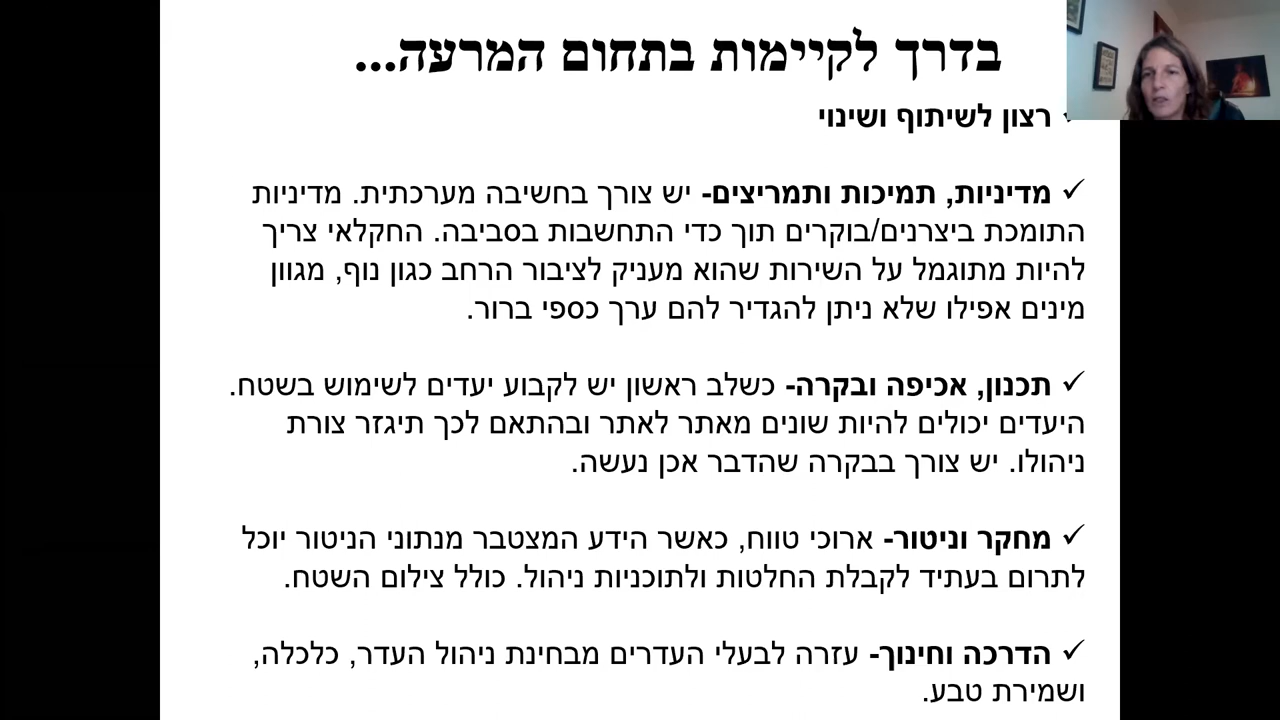 בדרך לקיימות בתחום המרעה...
רצון לשיתוף ושינוי
✓ מדיניות, תמיכות ותמריצים- יש צורך בחשיבה מערכתית. מדיניות
התומכת ביצרנים/בוקרים תוך כדי התחשבות בסביבה. החקלאי צריך
להיות מתוגמל על השירות שהוא מעניק לציבור הרחב כגון נוף, מגוון
מינים אפילו שלא ניתן להגדיר להם ערך כספי ברור.
✓ תכנון, אכיפה ובקרה- כשלב ראשון יש לקבוע יעדים לשימוש בשטח.
היעדים יכולים להיות שונים מאתר לאתר ובהתאם לכך תיגזר צורת
ניהולו. יש צורך בבקרה שהדבר אכן נעשה.
✓ מחקר וניטור- ארוכי טווח, כאשר הידע המצטבר מנתוני הניטור יוכל
לתרום בעתיד לקבלת החלטות ולתוכניות ניהול. כולל צילום השטח.
✓ הדרכה וחינוך- עזרה לבעלי העדרים מבחינת ניהול העדר, כלכלה,
ושמירת טבע.